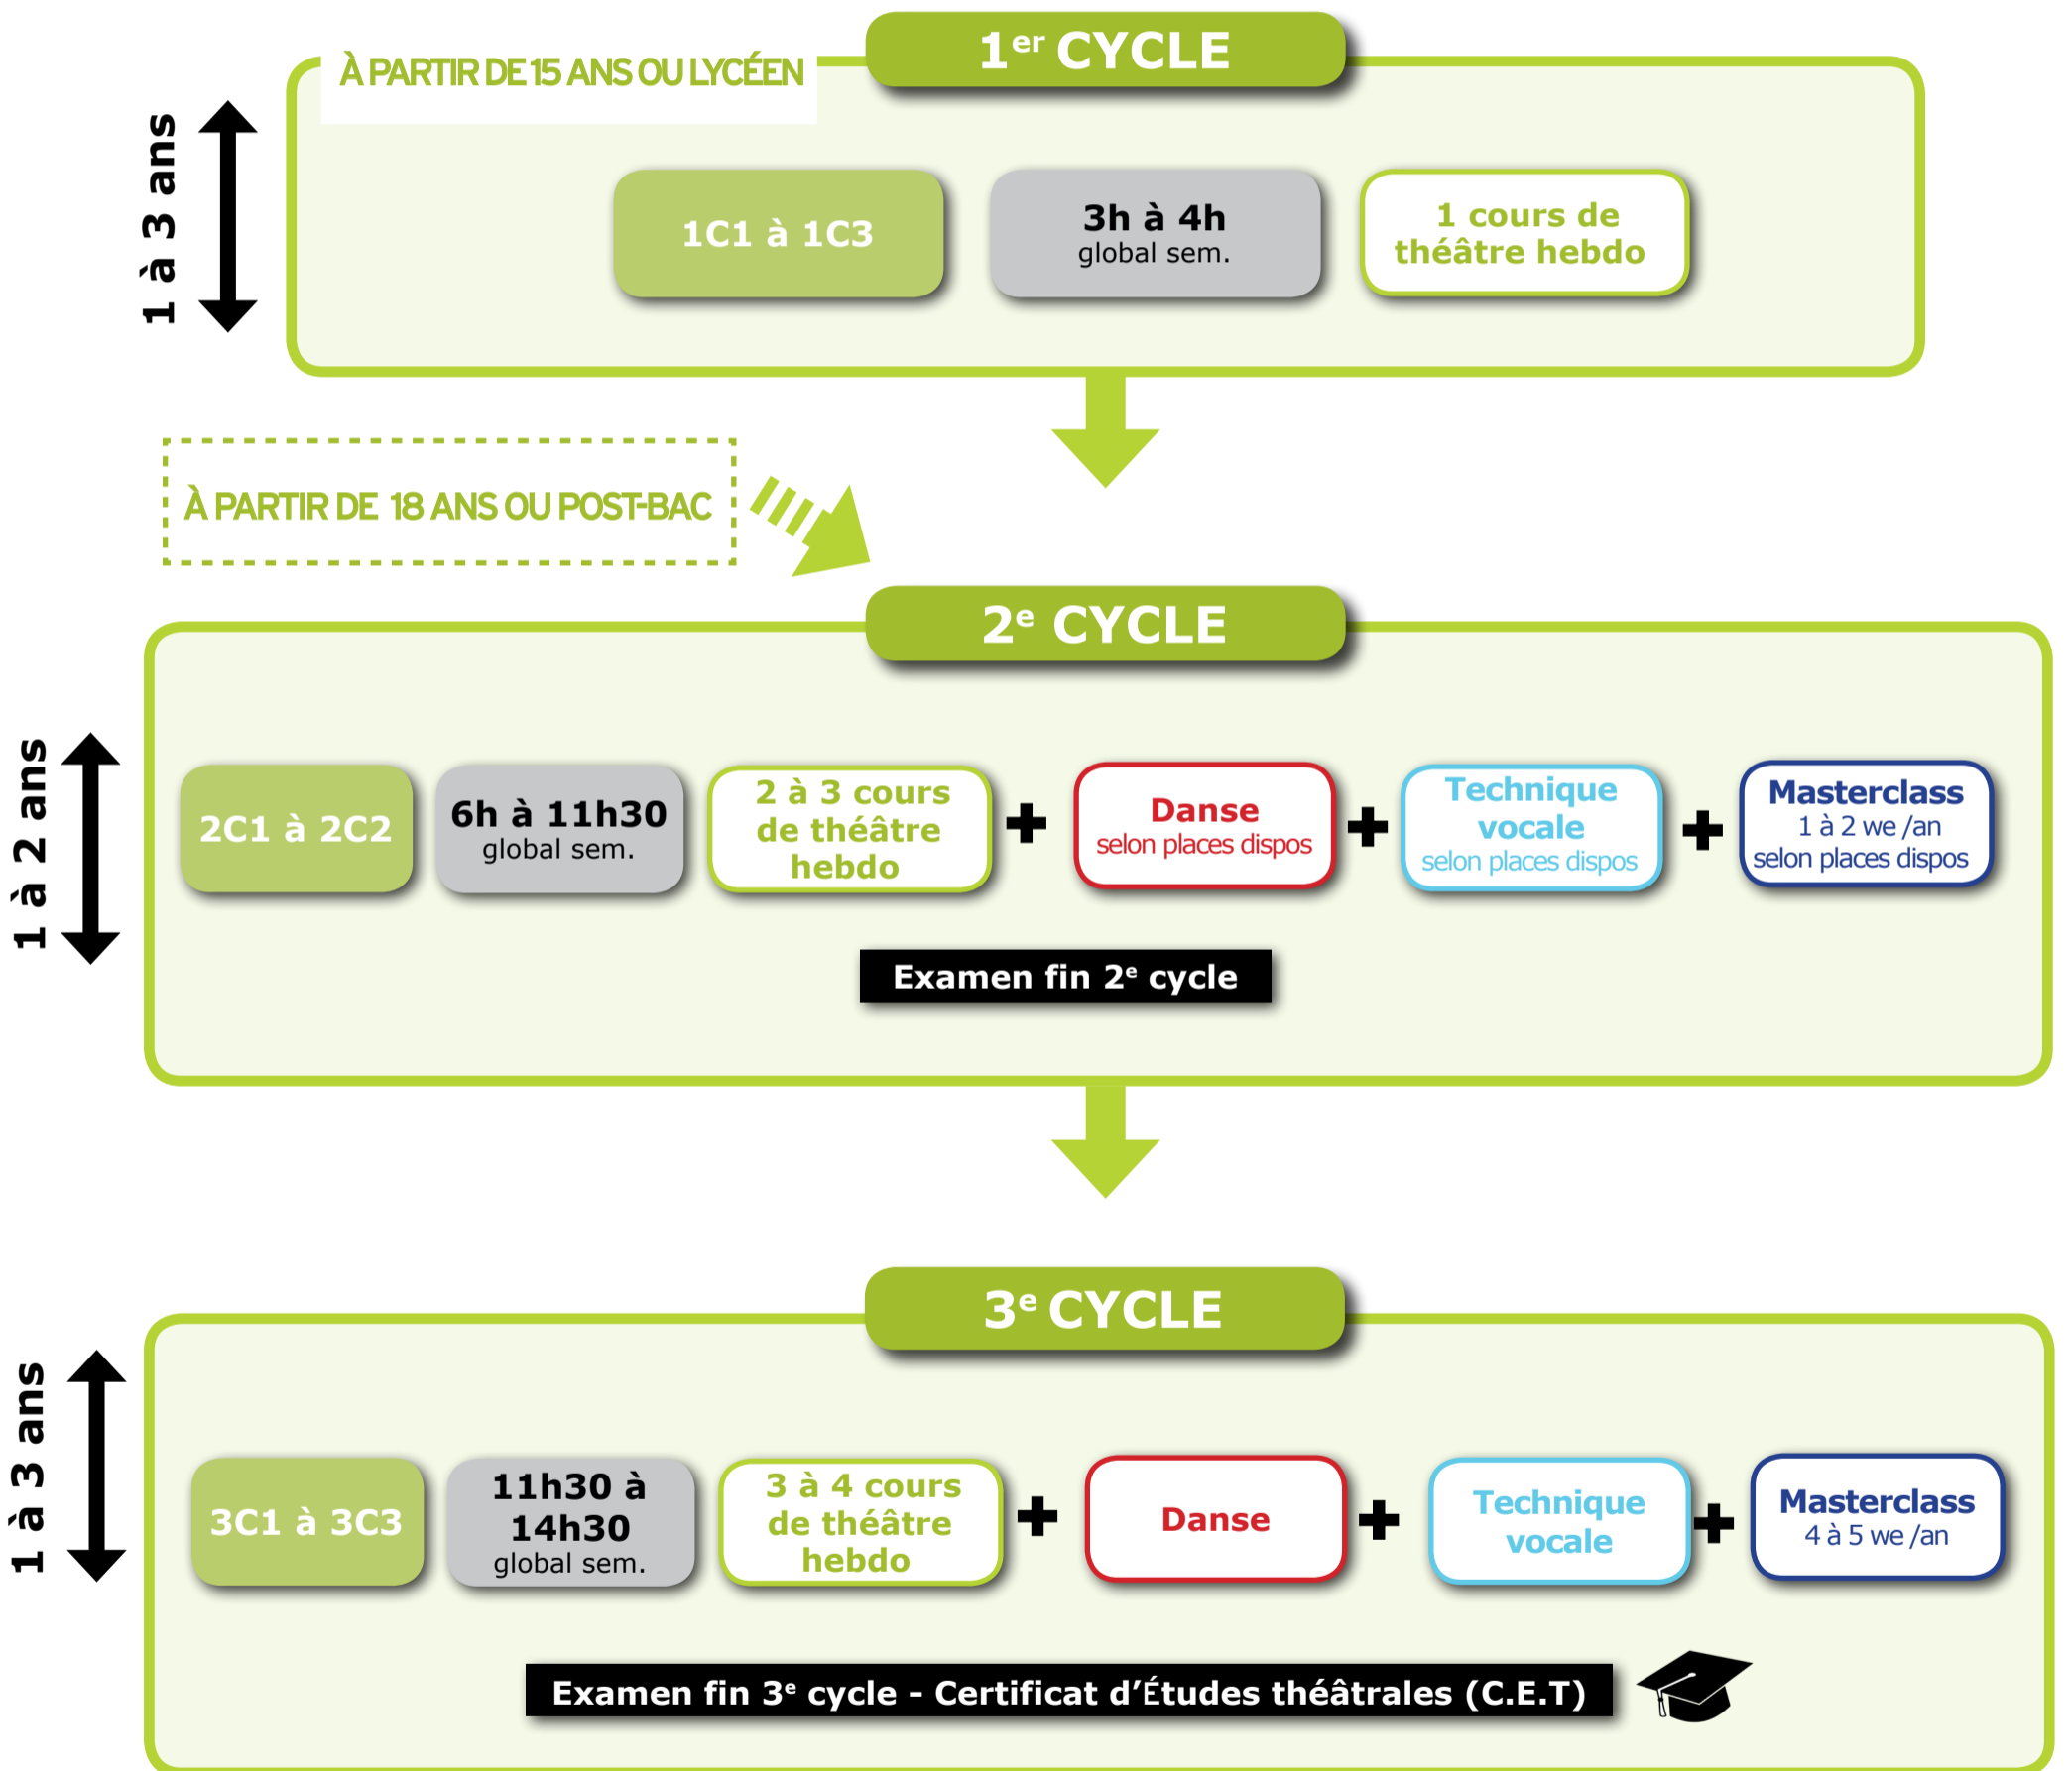 1er CYCLE
À PARTIR DE 15 ANS OU LYCÉEN
1 à 3 ans
1C1 à 1C3
3h à 4h
global sem.
1 cours de
théâtre hebdo
À PARTIR DE 18 ANS OU POST-BAC
2e CYCLE
1 à 2 ans
2C1 à 2C2
6h à 11h30
global sem.
2 à 3 cours
de théâtre
hebdo
+
Danse
selon places dispos
+
Technique
vocale
selon places dispos
+
Masterclass
1 à 2 we /an
selon places dispos
Examen fin 2e cycle
3e CYCLE
1 à 3 ans
3C1 à 3C3
11h30 à
14h30
global sem.
3 à 4 cours
de théâtre
hebdo
+
Danse
+
Technique
vocale
+
Masterclass
4 à 5 we /an
Examen fin 3e cycle - Certificat d’Études théâtrales (C.E.T)